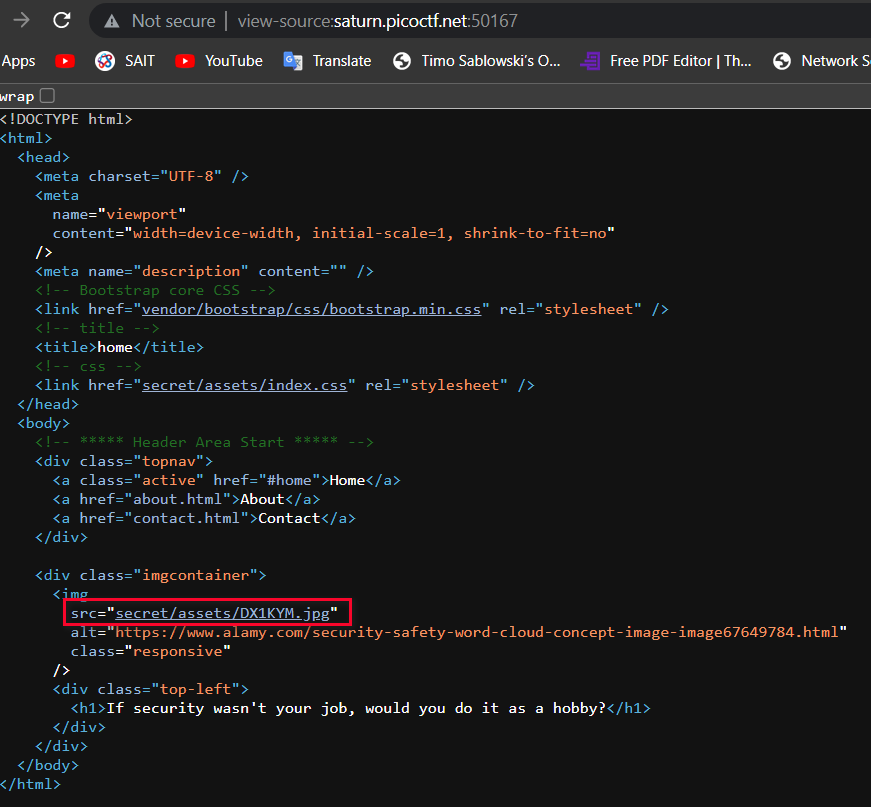 Not secure | view-source:saturn.picoctf.net:50167
Apps SAIT YouTube Translate Timo Sablowski's O... Free PDF Editor | Th... Network S
wrap
<!DOCTYPE html>
<html>
<head>
<meta charset="UTF-8" />
<meta
name="viewport"
content="width=device-width, initial-scale=1, shrink-to-fit=no"
/>
<meta name="description" content="" />
<!-- Bootstrap core CSS -->
<link href="vendor/bootstrap/css/bootstrap.min.css" rel="stylesheet" />
<!-- title -->
<title>home</title>
<!-- css -->
<link href="secret/assets/index.css" rel="stylesheet" />
</head>
<body>
<!-- ***** Header Area Start ***** -->
<div class="topnav">
<a class="active" href="#home">Home</a>
<a href="about.html">About</a>
<a href="contact.html">Contact</a>
</div>
<div class="imgcontainer">
<img
src="secret/assets/DX1KYM.jpg"
alt="https://www.alamy.com/security-safety-word-cloud-concept-image-image67649784.html"
class="responsive"
/>
<div class="top-left">
<h1>If security wasn't your job, would you do it as a hobby?</h1>
</div>
</div>
</body>
</html>